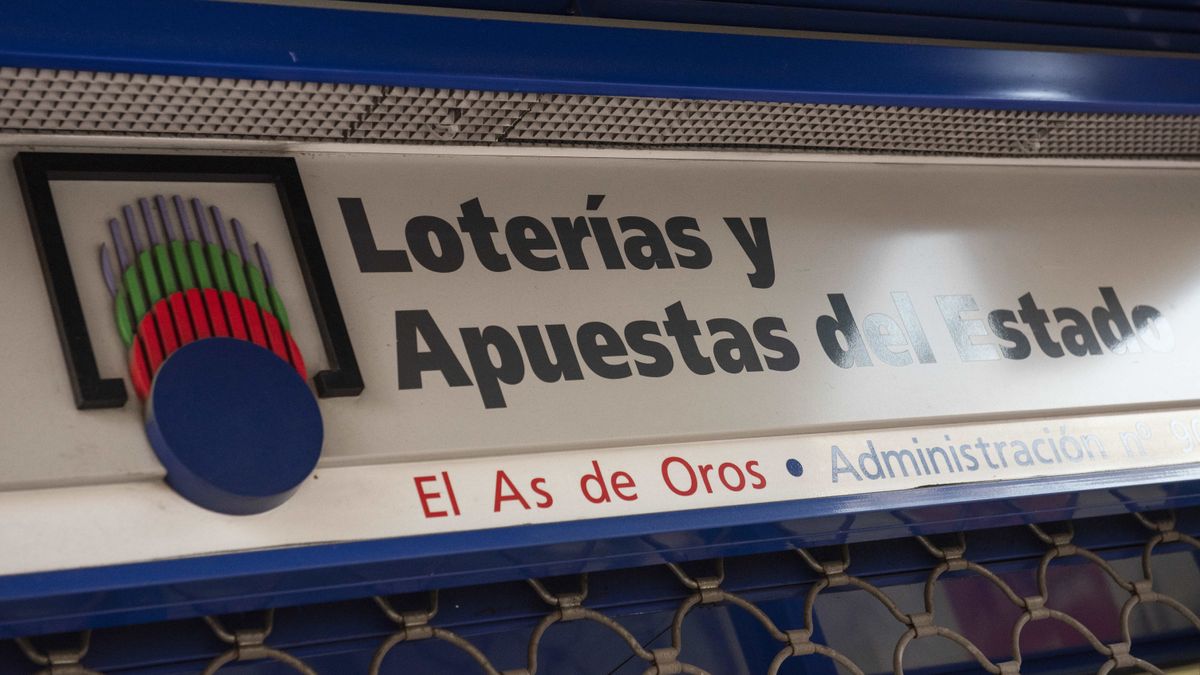 Loterías y
Apuestas del Estado
El As de Oros • Administración nº